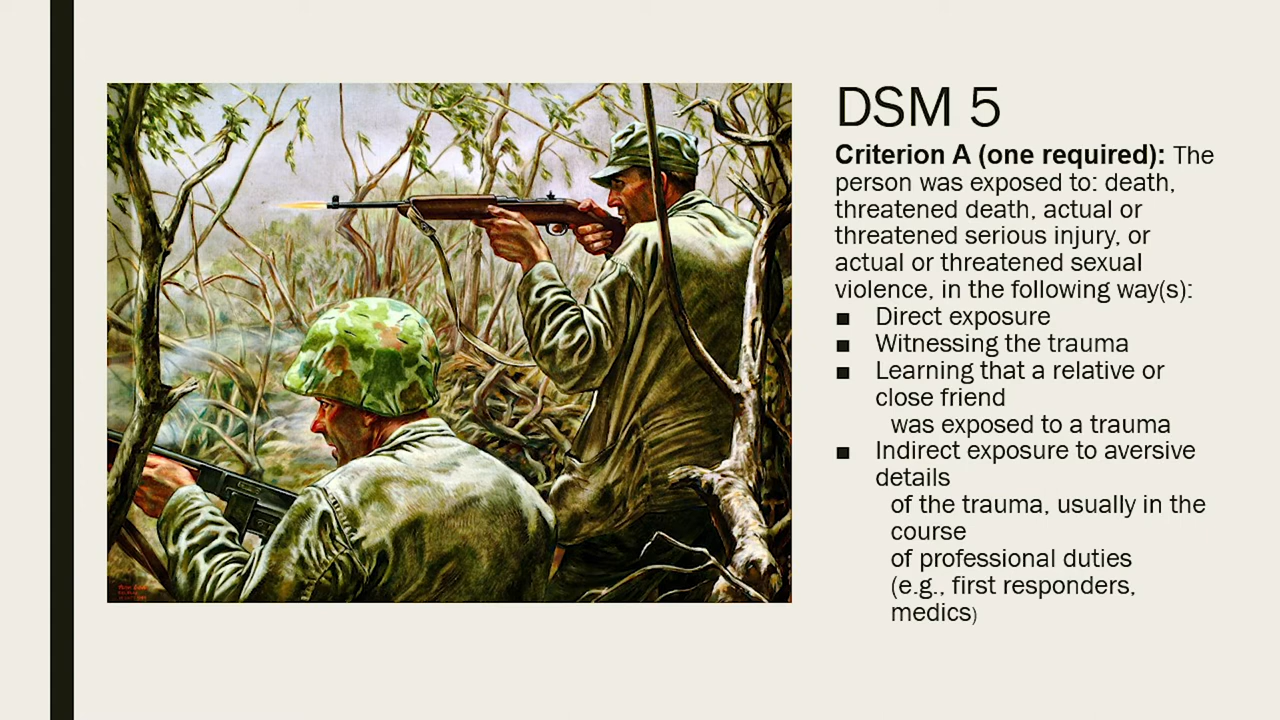 DSM 5
Criterion A (one required): The
person was exposed to: death,
threatened death, actual or
threatened serious injury, or
actual or threatened sexual
violence, in the following way(s):
■ Direct exposure
■ Witnessing the trauma
■ Learning that a relative or
close friend
was exposed to a trauma
■ Indirect exposure to aversive
details
of the trauma, usually in the
course
of professional duties
(e.g., first responders,
medics)